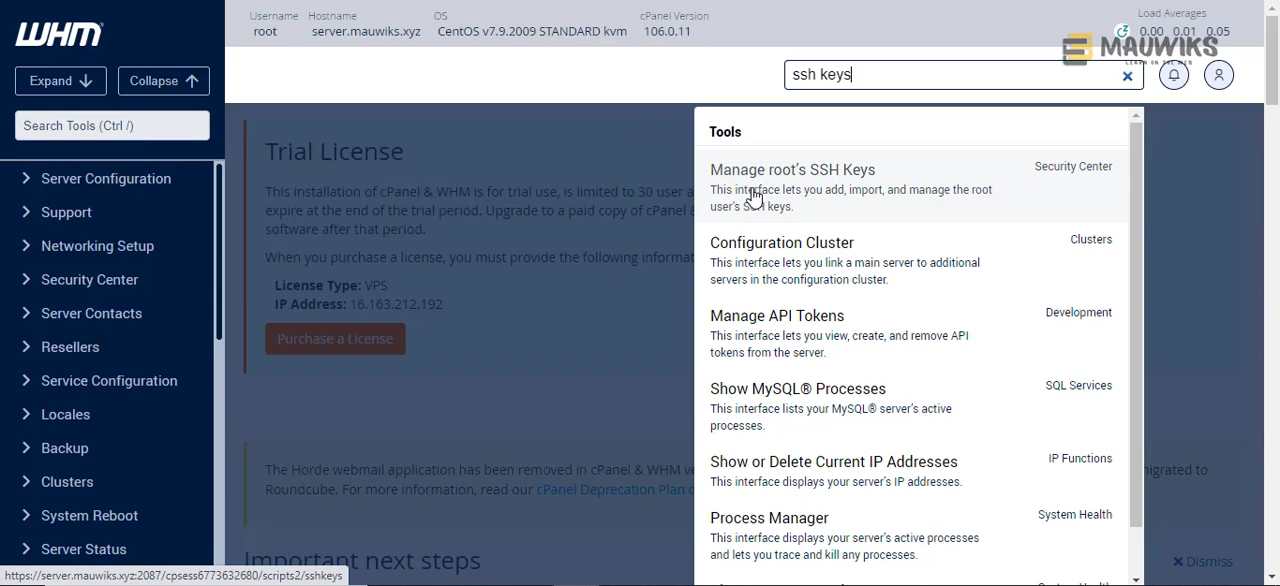 WHM
Username Hostname OS cPanel Version Load Averages
root server.mauwiks.xyz CentOS v7.9.2009 STANDARD kvm 106.0.11 0.00 0.01 0.05
MAUWIKS
LEARN ON THE WEB
Expand Collapse
ssh keys
Search Tools (Ctrl /)
Server Configuration
Support
Networking Setup
Security Center
Server Contacts
Resellers
Service Configuration
Locales
Backup
Clusters
System Reboot
Server Status
Trial License
This installation of cPanel & WHM is for trial use, is limited to 30 user a
expire at the end of the trial period. Upgrade to a paid copy of cPanel &
software after that period.
When you purchase a license, you must provide the following informat
License Type: VPS
IP Address: 16.163.212.192
Purchase a License
The Horde webmail application has been removed in cPanel & WHM ve
migrated to
Roundcube. For more information, read our cPanel Deprecation Plan
Important next steps
Dismiss
Tools
Manage root's SSH Keys Security Center
This interface lets you add, import, and manage the root
user's SSH keys.
Configuration Cluster Clusters
This interface lets you link a main server to additional
servers in the configuration cluster.
Manage API Tokens Development
This interface lets you view, create, and remove API
tokens from the server.
Show MySQL® Processes SQL Services
This interface lists your MySQL® server's active
processes.
Show or Delete Current IP Addresses IP Functions
This interface displays your server's IP addresses.
Process Manager System Health
This interface displays your server's active processes
and lets you trace and kill any processes.
https://server.mauwiks.xyz:2087/cpsess6773632680/scripts2/sshkeys